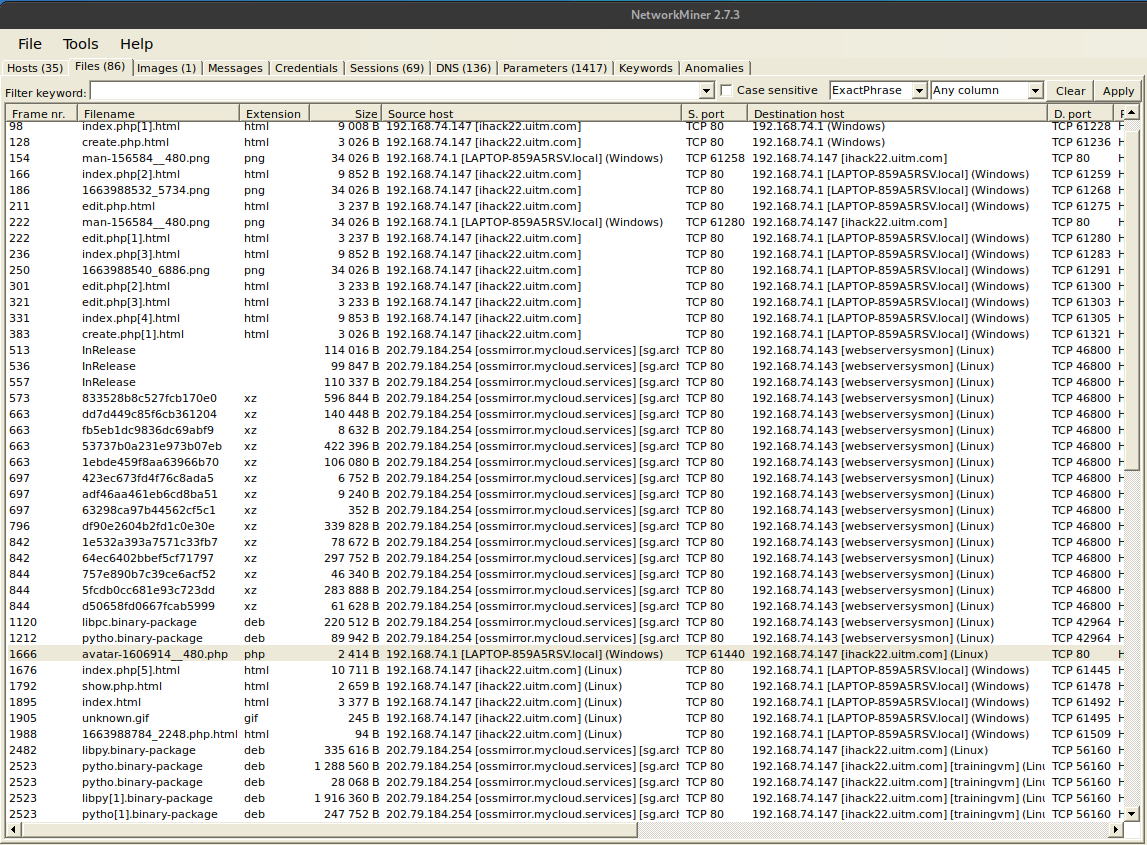 NetworkMiner 2.7.3
File Tools Help
Hosts (35) Files (86) Images (1) Messages Credentials Sessions (69) DNS (136) Parameters (1417) Keywords Anomalies
Filter keyword: Case sensitive ExactPhrase Any column Clear Apply
Frame nr. Filename Extension Size Source host S. port Destination host D. port
98 index.php[1].html html 9 008 B 192.168.74.147 [ihack22.uitm.com] TCP 80 192.168.74.1 (Windows) TCP 61228 H
128 create.php.html html 3 026 B 192.168.74.147 [ihack22.uitm.com] TCP 80 192.168.74.1 (Windows) TCP 61236 H
154 man-156584__480.png png 34 026 B 192.168.74.1 [LAPTOP-859A5RSV.local] (Windows) TCP 61258 192.168.74.147 [ihack22.uitm.com] TCP 80 H
166 index.php[2].html html 9 852 B 192.168.74.147 [ihack22.uitm.com] TCP 80 192.168.74.1 [LAPTOP-859A5RSV.local] (Windows) TCP 61259 H
186 1663988532_5734.png png 34 026 B 192.168.74.147 [ihack22.uitm.com] TCP 80 192.168.74.1 [LAPTOP-859A5RSV.local] (Windows) TCP 61268 H
211 edit.php.html html 3 237 B 192.168.74.147 [ihack22.uitm.com] TCP 80 192.168.74.1 [LAPTOP-859A5RSV.local] (Windows) TCP 61275 H
222 man-156584__480.png png 34 026 B 192.168.74.1 [LAPTOP-859A5RSV.local] (Windows) TCP 61280 192.168.74.147 [ihack22.uitm.com] TCP 80 H
222 edit.php[1].html html 3 237 B 192.168.74.147 [ihack22.uitm.com] TCP 80 192.168.74.1 [LAPTOP-859A5RSV.local] (Windows) TCP 61280 H
236 index.php[3].html html 9 852 B 192.168.74.147 [ihack22.uitm.com] TCP 80 192.168.74.1 [LAPTOP-859A5RSV.local] (Windows) TCP 61283 H
250 1663988540_6886.png png 34 026 B 192.168.74.147 [ihack22.uitm.com] TCP 80 192.168.74.1 [LAPTOP-859A5RSV.local] (Windows) TCP 61291 H
301 edit.php[2].html html 3 233 B 192.168.74.147 [ihack22.uitm.com] TCP 80 192.168.74.1 [LAPTOP-859A5RSV.local] (Windows) TCP 61300 H
321 edit.php[3].html html 3 233 B 192.168.74.147 [ihack22.uitm.com] TCP 80 192.168.74.1 [LAPTOP-859A5RSV.local] (Windows) TCP 61303 H
331 index.php[4].html html 9 853 B 192.168.74.147 [ihack22.uitm.com] TCP 80 192.168.74.1 [LAPTOP-859A5RSV.local] (Windows) TCP 61305 H
383 create.php[1].html html 3 026 B 192.168.74.147 [ihack22.uitm.com] TCP 80 192.168.74.1 [LAPTOP-859A5RSV.local] (Windows) TCP 61321 H
513 InRelease 114 016 B 202.79.184.254 [ossmirror.mycloud.services] [sg.arch TCP 80 192.168.74.143 [webserversysmon] (Linux) TCP 46800 H
536 InRelease 99 847 B 202.79.184.254 [ossmirror.mycloud.services] [sg.arch TCP 80 192.168.74.143 [webserversysmon] (Linux) TCP 46800 H
557 InRelease 110 337 B 202.79.184.254 [ossmirror.mycloud.services] [sg.arch TCP 80 192.168.74.143 [webserversysmon] (Linux) TCP 46800 H
573 833528b8c527fcb170e0 xz 596 844 B 202.79.184.254 [ossmirror.mycloud.services] [sg.arch TCP 80 192.168.74.143 [webserversysmon] (Linux) TCP 46800 H
663 dd7d449c85f6cb361204 xz 140 448 B 202.79.184.254 [ossmirror.mycloud.services] [sg.arch TCP 80 192.168.74.143 [webserversysmon] (Linux) TCP 46800 H
663 fb5eb1dc9836dc69abf9 xz 8 632 B 202.79.184.254 [ossmirror.mycloud.services] [sg.arch TCP 80 192.168.74.143 [webserversysmon] (Linux) TCP 46800 H
663 53737b0a231e973b07eb xz 422 396 B 202.79.184.254 [ossmirror.mycloud.services] [sg.arch TCP 80 192.168.74.143 [webserversysmon] (Linux) TCP 46800 H
663 1ebde459f8aa63966b70 xz 106 080 B 202.79.184.254 [ossmirror.mycloud.services] [sg.arch TCP 80 192.168.74.143 [webserversysmon] (Linux) TCP 46800 H
697 423ec673fd4f76c8ada5 xz 6 752 B 202.79.184.254 [ossmirror.mycloud.services] [sg.arch TCP 80 192.168.74.143 [webserversysmon] (Linux) TCP 46800 H
697 adf46aa461eb6cd8ba51 xz 9 240 B 202.79.184.254 [ossmirror.mycloud.services] [sg.arch TCP 80 192.168.74.143 [webserversysmon] (Linux) TCP 46800 H
697 63298ca97b44562cf5c1 xz 352 B 202.79.184.254 [ossmirror.mycloud.services] [sg.arch TCP 80 192.168.74.143 [webserversysmon] (Linux) TCP 46800 H
796 df90e2604b2fd1c0e30e xz 339 828 B 202.79.184.254 [ossmirror.mycloud.services] [sg.arch TCP 80 192.168.74.143 [webserversysmon] (Linux) TCP 46800 H
842 1e532a393a7571c33fb7 xz 78 672 B 202.79.184.254 [ossmirror.mycloud.services] [sg.arch TCP 80 192.168.74.143 [webserversysmon] (Linux) TCP 46800 H
842 64ec6402bbef5cf71797 xz 297 752 B 202.79.184.254 [ossmirror.mycloud.services] [sg.arch TCP 80 192.168.74.143 [webserversysmon] (Linux) TCP 46800 H
844 757e890b7c39ce6acf52 xz 46 340 B 202.79.184.254 [ossmirror.mycloud.services] [sg.arch TCP 80 192.168.74.143 [webserversysmon] (Linux) TCP 46800 H
844 5fcdb0cc681e93c723dd xz 283 888 B 202.79.184.254 [ossmirror.mycloud.services] [sg.arch TCP 80 192.168.74.143 [webserversysmon] (Linux) TCP 46800 H
844 d50658fd0667fcab5999 xz 61 628 B 202.79.184.254 [ossmirror.mycloud.services] [sg.arch TCP 80 192.168.74.143 [webserversysmon] (Linux) TCP 46800 H
1120 libpc.binary-package deb 220 512 B 202.79.184.254 [ossmirror.mycloud.services] [sg.arch TCP 80 192.168.74.143 [webserversysmon] (Linux) TCP 42964 H
1212 pytho.binary-package deb 89 942 B 202.79.184.254 [ossmirror.mycloud.services] [sg.arch TCP 80 192.168.74.143 [webserversysmon] (Linux) TCP 42964 H
1666 avatar-1606914__480.php php 2 414 B 192.168.74.1 [LAPTOP-859A5RSV.local] (Windows) TCP 61440 192.168.74.147 [ihack22.uitm.com] (Linux) TCP 80 H
1676 index.php[5].html html 10 711 B 192.168.74.147 [ihack22.uitm.com] (Linux) TCP 80 192.168.74.1 [LAPTOP-859A5RSV.local] (Windows) TCP 61445 H
1792 show.php.html html 2 659 B 192.168.74.147 [ihack22.uitm.com] (Linux) TCP 80 192.168.74.1 [LAPTOP-859A5RSV.local] (Windows) TCP 61478 H
1895 index.html html 3 377 B 192.168.74.147 [ihack22.uitm.com] (Linux) TCP 80 192.168.74.1 [LAPTOP-859A5RSV.local] (Windows) TCP 61492 H
1905 unknown.gif gif 245 B 192.168.74.147 [ihack22.uitm.com] (Linux) TCP 80 192.168.74.1 [LAPTOP-859A5RSV.local] (Windows) TCP 61495 H
1988 1663988784_2248.php.html html 94 B 192.168.74.147 [ihack22.uitm.com] (Linux) TCP 80 192.168.74.1 [LAPTOP-859A5RSV.local] (Windows) TCP 61509 H
2482 libpy.binary-package deb 335 616 B 202.79.184.254 [ossmirror.mycloud.services] [sg.arch TCP 80 192.168.74.147 [ihack22.uitm.com] (Linux) TCP 56160 H
2523 pytho.binary-package deb 1 288 560 B 202.79.184.254 [ossmirror.mycloud.services] [sg.arch TCP 80 192.168.74.147 [ihack22.uitm.com] [trainingvm] (Linu TCP 56160 H
2523 pytho.binary-package deb 28 068 B 202.79.184.254 [ossmirror.mycloud.services] [sg.arch TCP 80 192.168.74.147 [ihack22.uitm.com] [trainingvm] (Linu TCP 56160 H
2523 libpy[1].binary-package deb 1 916 360 B 202.79.184.254 [ossmirror.mycloud.services] [sg.arch TCP 80 192.168.74.147 [ihack22.uitm.com] [trainingvm] (Linu TCP 56160 H
2523 pytho[1].binary-package deb 247 752 B 202.79.184.254 [ossmirror.mycloud.services] [sg.arch TCP 80 192.168.74.147 [ihack22.uitm.com] [trainingvm] (Linu TCP 56160 H